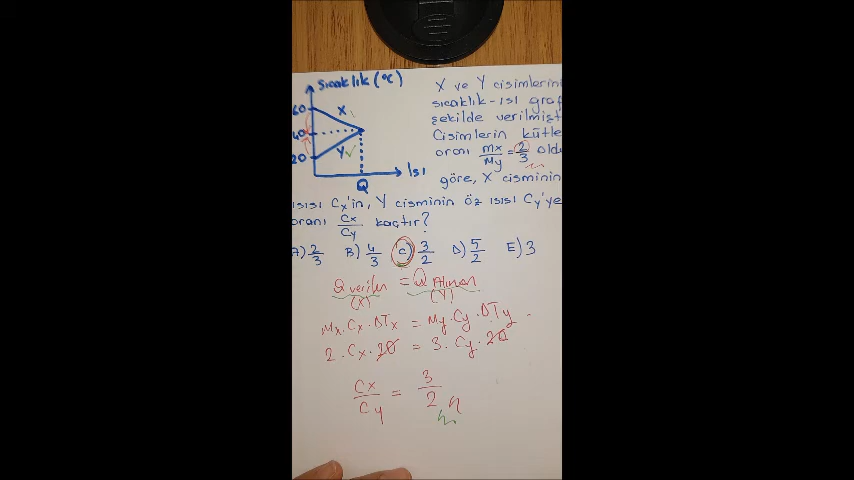 Sıcaklık (°C)
60
X
40
20
Y
Isı
Q
X ve Y cisimlerin
sıcaklık-ısı graf
şekilde verilmişt
Cisimlerin kütle
oranı mx/My = 2/3 oldu
göre, X cisminin
ısısı Cx'in, Y cisminin öz ısısı Cy'ye
oranı Cx/Cy kaçtır?
A) 2/3 B) 4/3 C) 3/2 D) 5/2 E) 3
Q verilen = Q Alınan
(X) (Y)
Mx . Cx . ΔTx = My . Cy . ΔTy
2 . Cx . 20 = 3 . Cy . 20
Cx/Cy = 3/2